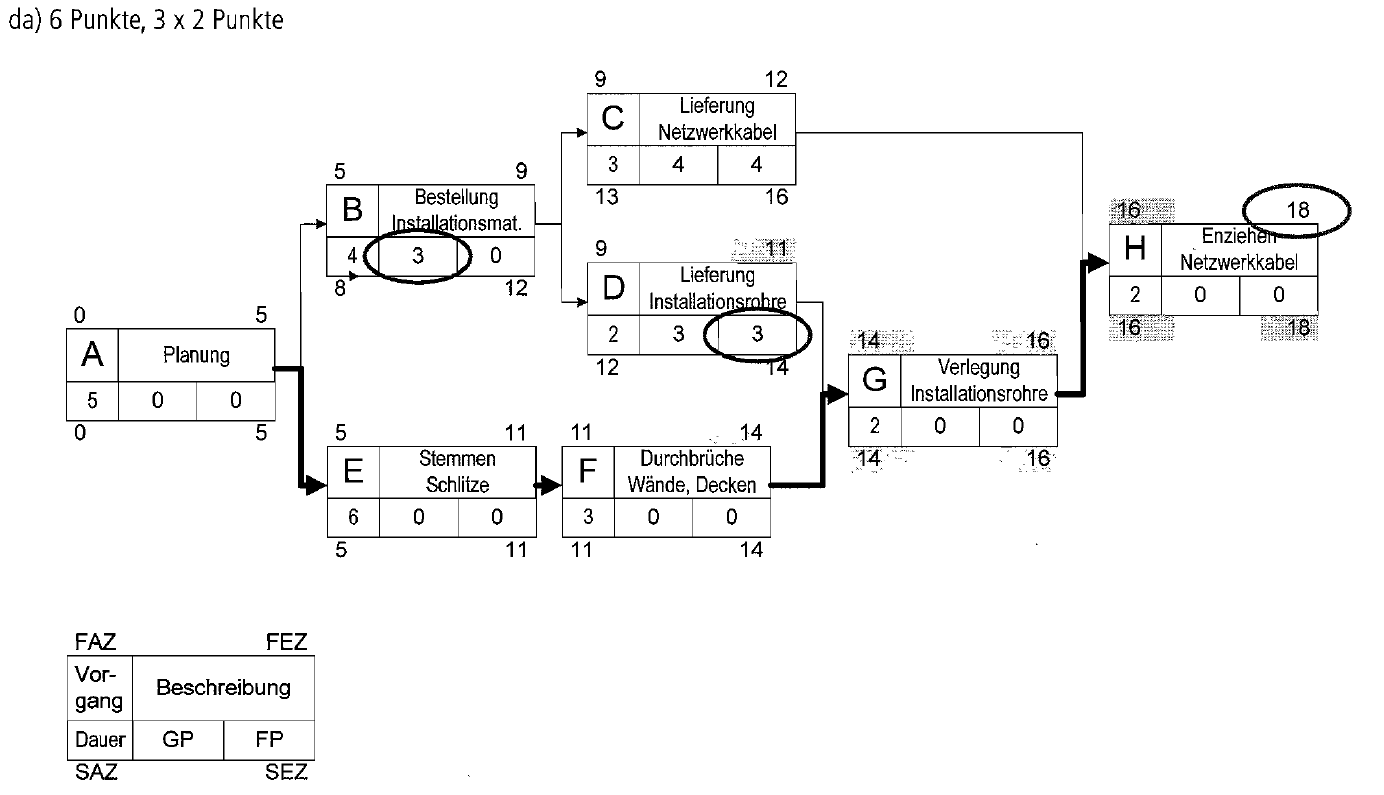 da) 6 Punkte, 3 x 2 Punkte
9 12
C Lieferung
Netzwerkkabel
3 4 4
13 16
5 9
B Bestellung
Installationsmat.
4 3 0
8 12
9 11
D Lieferung
Installationsrohre
2 3 3
12 14
16 18
H Enziehen
Netzwerkkabel
2 0 0
16 18
0 5
A Planung
5 0 0
0 5
14 16
G Verlegung
Installationsrohre
2 0 0
14 16
5 11
E Stemmen
Schlitze
6 0 0
5 11
11 14
F Durchbrüche
Wände, Decken
3 0 0
11 14
FAZ FEZ
Vor-
gang
Beschreibung
Dauer GP FP
SAZ SEZ